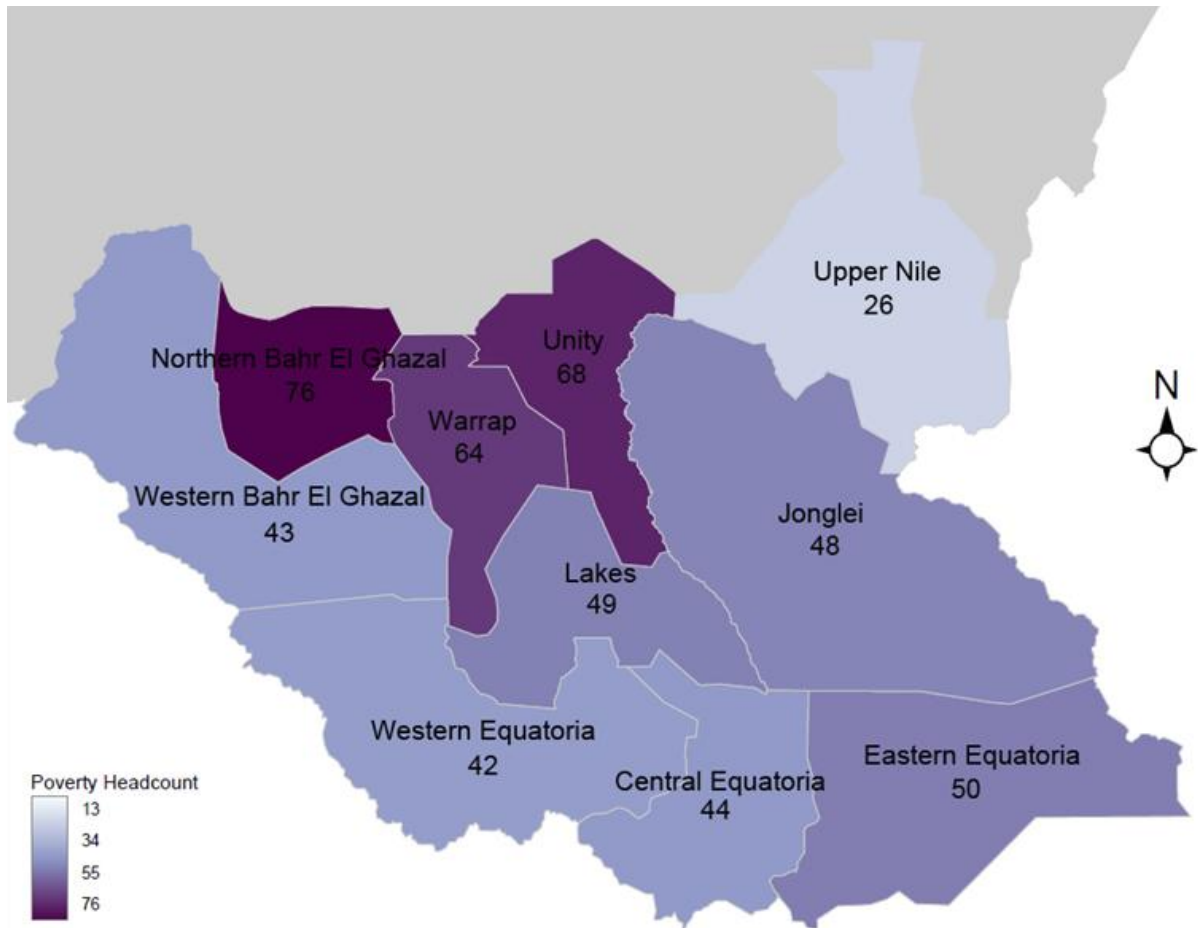 Upper Nile
26
Northern Bahr El Ghazal
76
Unity
68
Warrap
64
Western Bahr El Ghazal
43
Jonglei
48
Lakes
49
Western Equatoria
42
Central Equatoria
44
Eastern Equatoria
50
N
Poverty Headcount
13
34
55
76